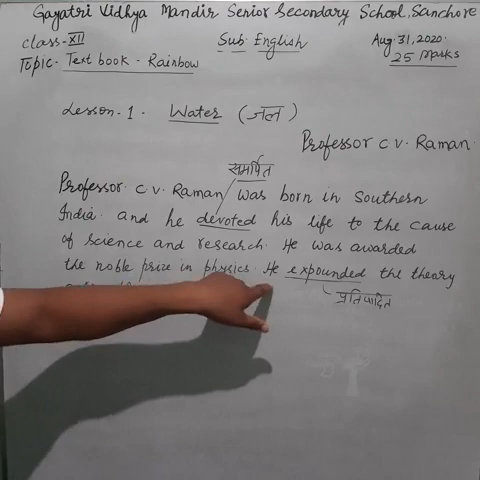 Gayatri Vidhya Mandir Senior Secondary School, Sanchore
Class-XII Sub: English Aug. 31, 2020.
Topic- Text book - Rainbow 25 Marks
Lesson-1. Water (जल)
Professor C V. Raman.
समर्पित
Professor C.V. Raman was born in Southern
India and he devoted his life to the cause
of science and research. He was awarded
the noble prize in physics. He expounded the theory
प्रतिपादित